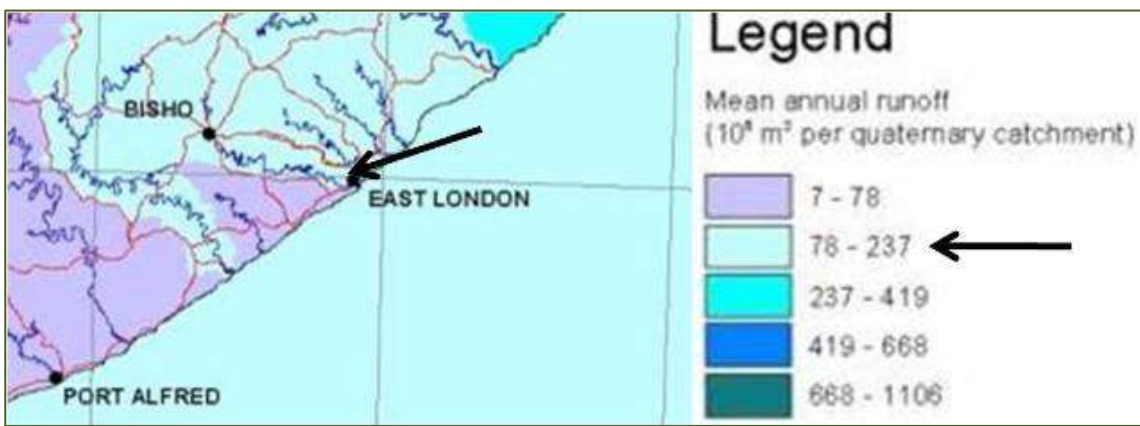 BISHO
EAST LONDON
PORT ALFRED
Legend
Mean annual runoff
(10⁶ m³ per quaternary catchment)
7 - 78
78 - 237
237 - 419
419 - 668
668 - 1106